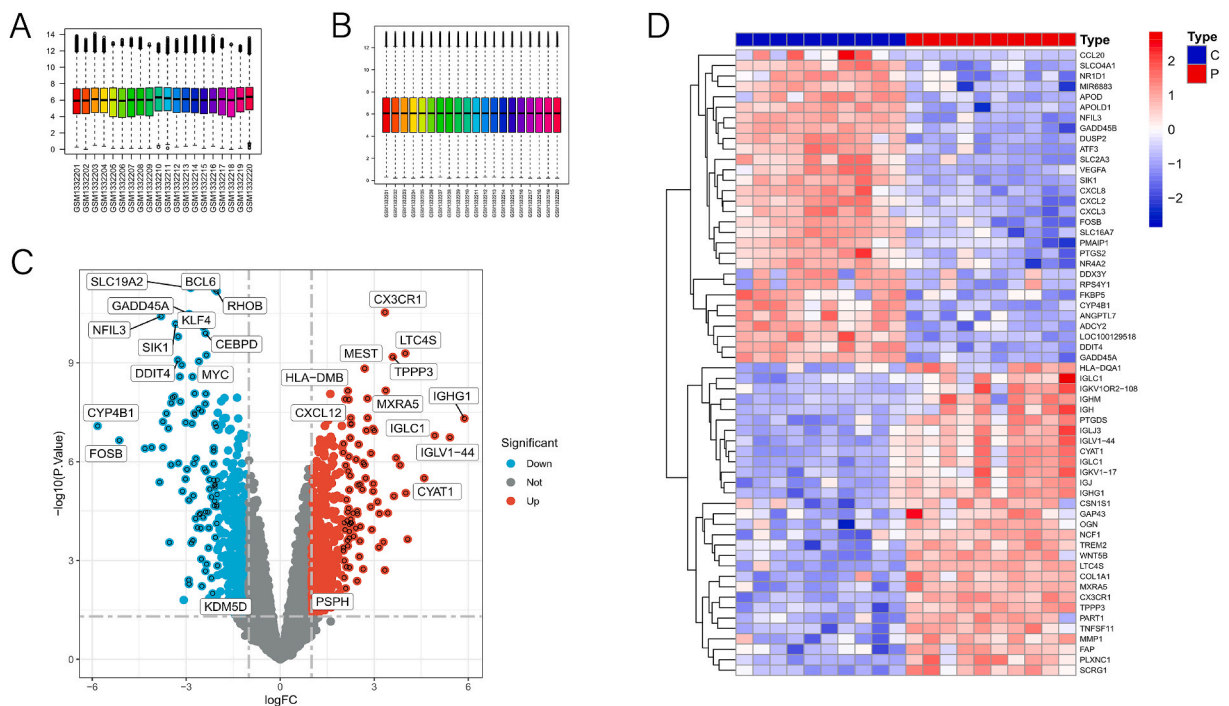 A
14
12
10
8
6
4
2
0
GSM1332201
GSM1332202
GSM1332203
GSM1332204
GSM1332205
GSM1332206
GSM1332207
GSM1332208
GSM1332209
GSM1332210
GSM1332211
GSM1332212
GSM1332213
GSM1332214
GSM1332215
GSM1332216
GSM1332217
GSM1332218
GSM1332219
GSM1332220
B
12
10
8
6
4
2
0
C
SLC19A2
BCL6
GADD45A
RHOB
NFIL3
KLF4
SIK1
CEBPD
DDIT4
MYC
CYP4B1
FOSB
KDM5D
CX3CR1
LTC4S
MEST
TPPP3
HLA-DMB
MXRA5
IGHG1
CXCL12
IGLC1
IGLV1-44
CYAT1
PSPH
-log10(P.Value)
9
6
3
0
-6
-3
0
3
6
logFC
Significant
Down
Not
Up
D
Type
CCL20
SLCO4A1
NR1D1
MIR6883
APOD
APOLD1
NFIL3
GADD45B
DUSP2
ATF3
SLC2A3
VEGFA
SIK1
CXCL8
CXCL2
CXCL3
FOSB
SLC16A7
PMAIP1
PTGS2
NR4A2
DDX3Y
RPS4Y1
FKBP5
CYP4B1
ANGPTL7
ADCY2
LOC100129518
DDIT4
GADD45A
HLA-DQA1
IGLC1
IGKV1OR2-108
IGHM
IGH
PTGDS
IGLJ3
IGLV1-44
CYAT1
IGLC1
IGKV1-17
IGJ
IGHG1
CSN1S1
GAP43
OGN
NCF1
TREM2
WNT5B
LTC4S
COL1A1
MXRA5
CX3CR1
TPPP3
PART1
TNFSF11
MMP1
FAP
PLXNC1
SCRG1
2
1
0
-1
-2
Type
C
P